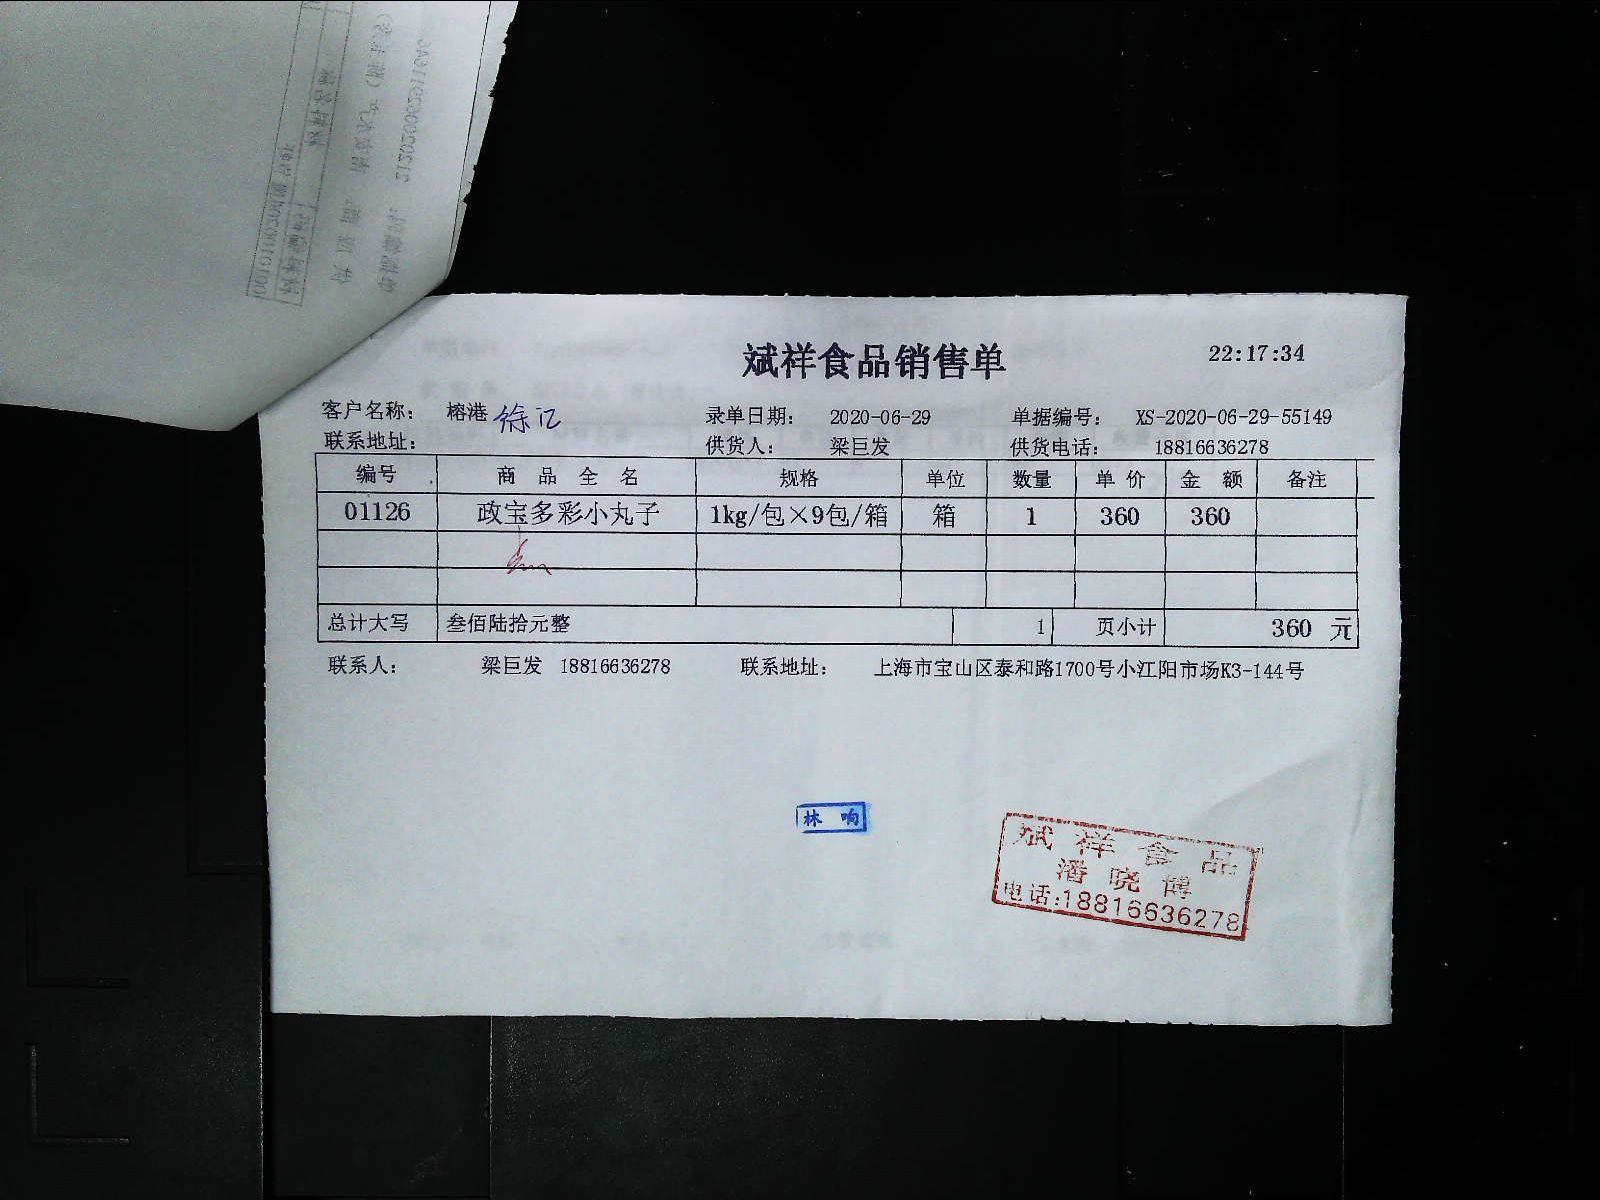 斌祥食品销售单 22:17:34
客户名称： 榕港 徐汇 录单日期： 2020-06-29 单据编号： XS-2020-06-29-55149
联系地址： 供货人： 梁巨发 供货电话： 18816636278
编号 商品全名 规格 单位 数量 单价 金额 备注
01126 政宝多彩小丸子 1kg/包×9包/箱 箱 1 360 360
总计大写 叁佰陆拾元整 1 页小计 360 元
联系人： 梁巨发 18816636278 联系地址： 上海市宝山区泰和路1700号小江阳市场K3-144号
林 响
斌祥食品
潘晓博
电话:18816636278